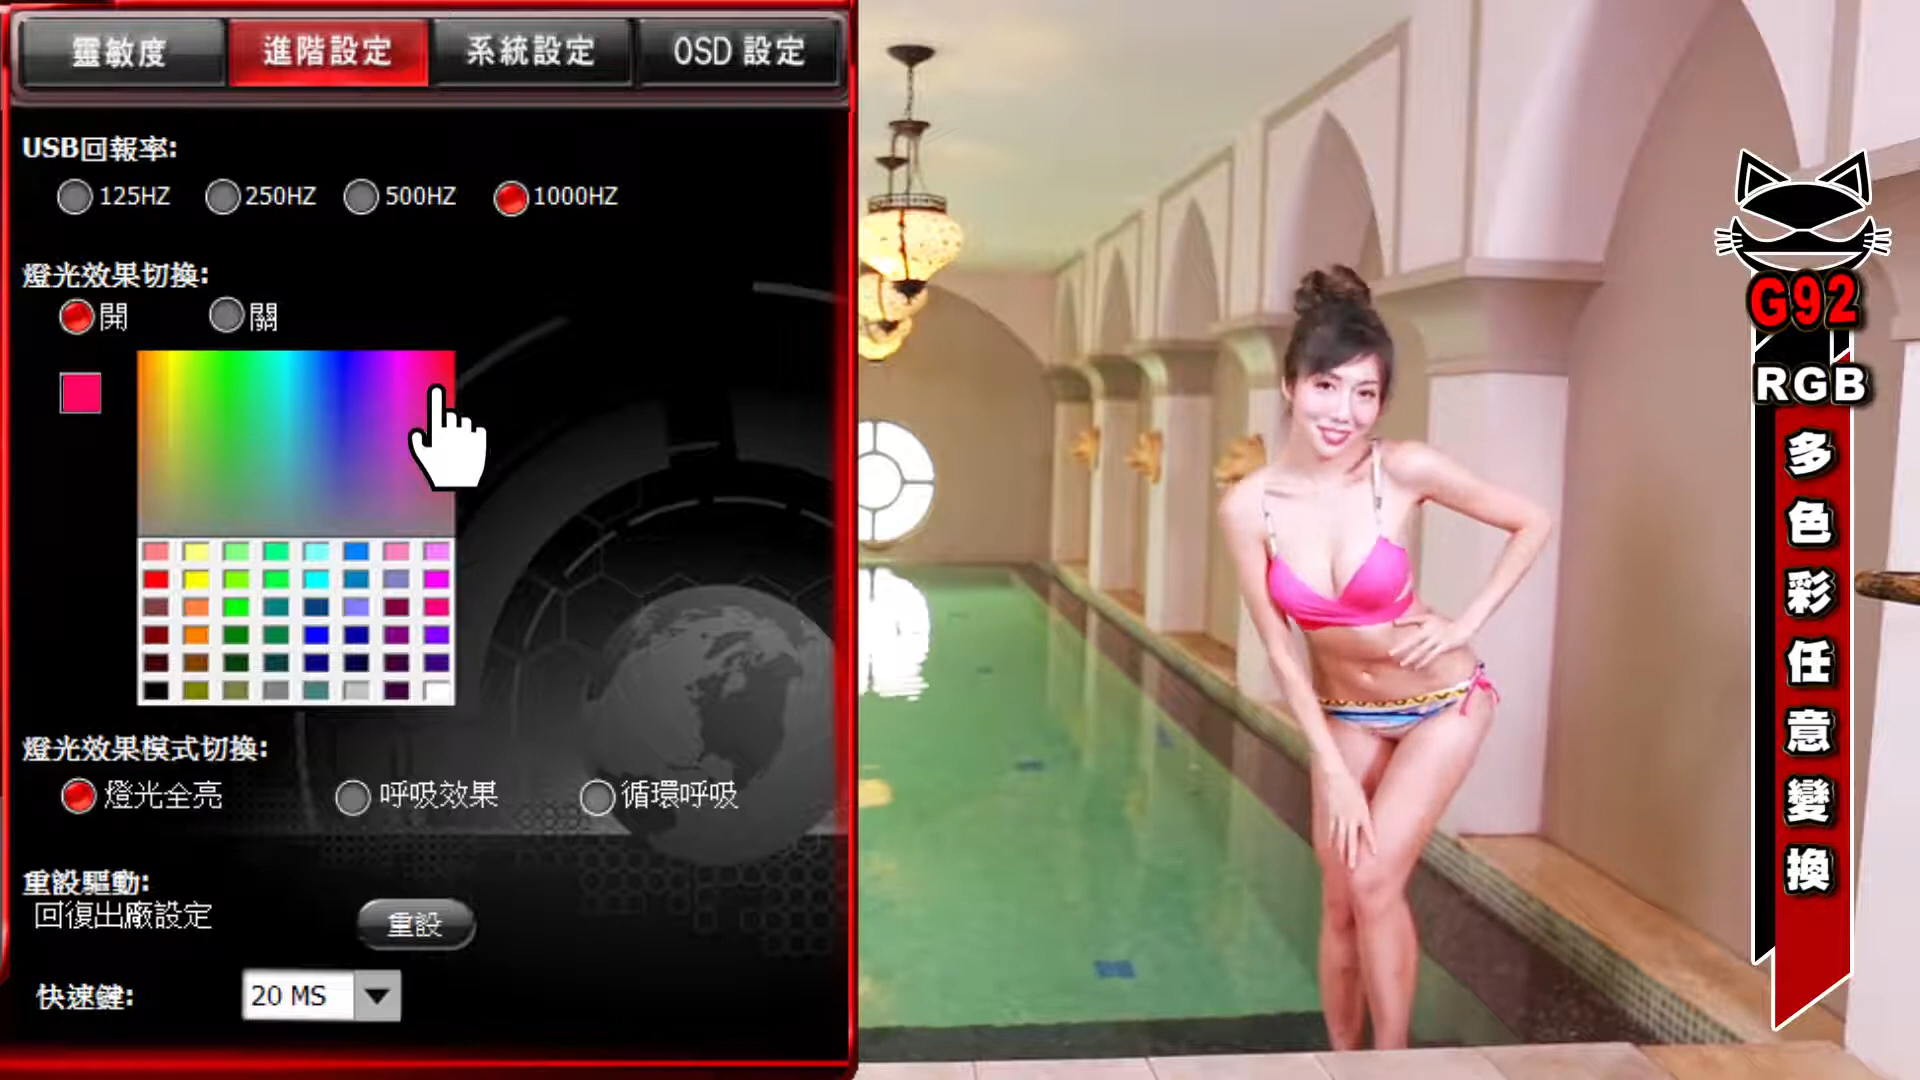 靈敏度
進階設定
系統設定
OSD 設定
USB回報率:
125HZ
250HZ
500HZ
1000HZ
燈光效果切換:
開
關
燈光效果模式切換:
燈光全亮
呼吸效果
循環呼吸
重設驅動:
回復出廠設定
重設
快速鍵:
20 MS
G92
RGB
多色彩任意變換